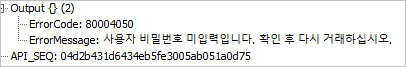 Output {} (2)
ErrorCode: 80004050
ErrorMessage: 사용자 비밀번호 미입력입니다. 확인 후 다시 거래하십시오.
API_SEQ: 04d2b431d6434eb5fe3005ab051a0d75